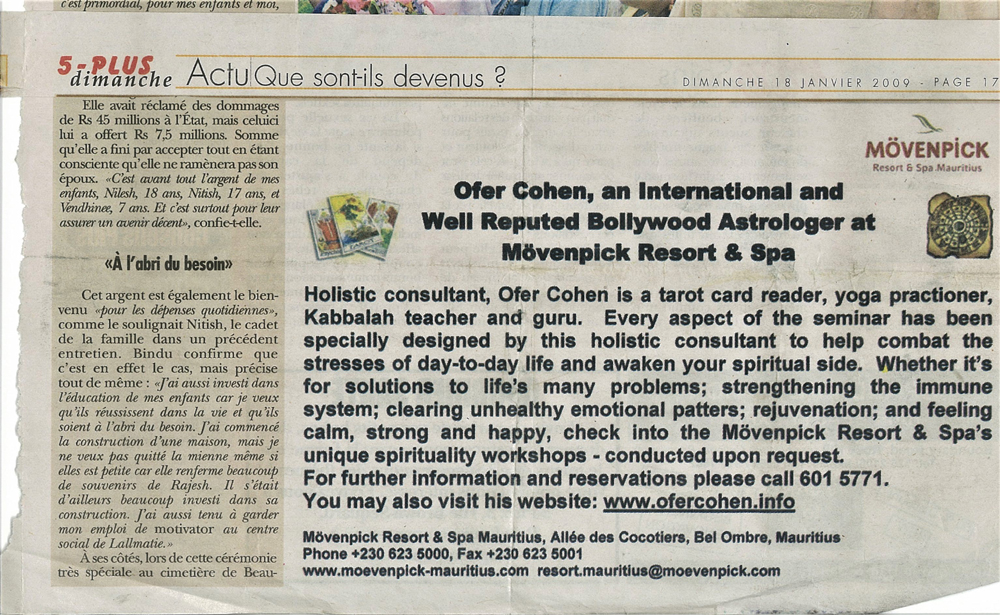 c'est primordial, pour mes enfants et moi,
5-PLUS
dimanche
Actu Que sont-ils devenus ?
DIMANCHE 18 JANVIER 2009 - PAGE 17
Elle avait réclamé des dommages
de Rs 45 millions à l'État, mais celuici
lui a offert Rs 7,5 millions. Somme
qu'elle a fini par accepter tout en étant
consciente qu'elle ne ramènera pas son
époux. «C'est avant tout l'argent de mes
enfants, Nilesh, 18 ans, Nitish, 17 ans, et
Vendhinee, 7 ans. Et c'est surtout pour leur
assurer un avenir décent», confie-t-elle.
«À l'abri du besoin»
Cet argent est également le bien-
venu «pour les dépenses quotidiennes»,
comme le soulignait Nitish, le cadet
de la famille dans un précédent
entretien. Bindu confirme que
c'est en effet le cas, mais précise
tout de même : «J'ai aussi investi dans
l'éducation de mes enfants car je veux
qu'ils réussissent dans la vie et qu'ils
soient à l'abri du besoin. J'ai commencé
la construction d'une maison, mais je
ne veux pas quitté la mienne même si
elles est petite car elle renferme beaucoup
de souvenirs de Rajesh. Il s'était
d'ailleurs beaucoup investi dans sa
construction. J'ai aussi tenu à garder
mon emploi de motivator au centre
social de Lallmatie.»
À ses côtés, lors de cette cérémonie
très spéciale au cimetière de Beau-
MÖVENPICK
Resort & Spa Mauritius
Ofer Cohen, an International and
Well Reputed Bollywood Astrologer at
Mövenpick Resort & Spa
Holistic consultant, Ofer Cohen is a tarot card reader, yoga practioner,
Kabbalah teacher and guru. Every aspect of the seminar has been
specially designed by this holistic consultant to help combat the
stresses of day-to-day life and awaken your spiritual side. Whether it's
for solutions to life's many problems; strengthening the immune
system; clearing unhealthy emotional patters; rejuvenation; and feeling
calm, strong and happy, check into the Mövenpick Resort & Spa's
unique spirituality workshops - conducted upon request.
For further information and reservations please call 601 5771.
You may also visit his website: www.ofercohen.info
Mövenpick Resort & Spa Mauritius, Allée des Cocotiers, Bel Ombre, Mauritius
Phone +230 623 5000, Fax +230 623 5001
www.moevenpick-mauritius.com resort.mauritius@moevenpick.com